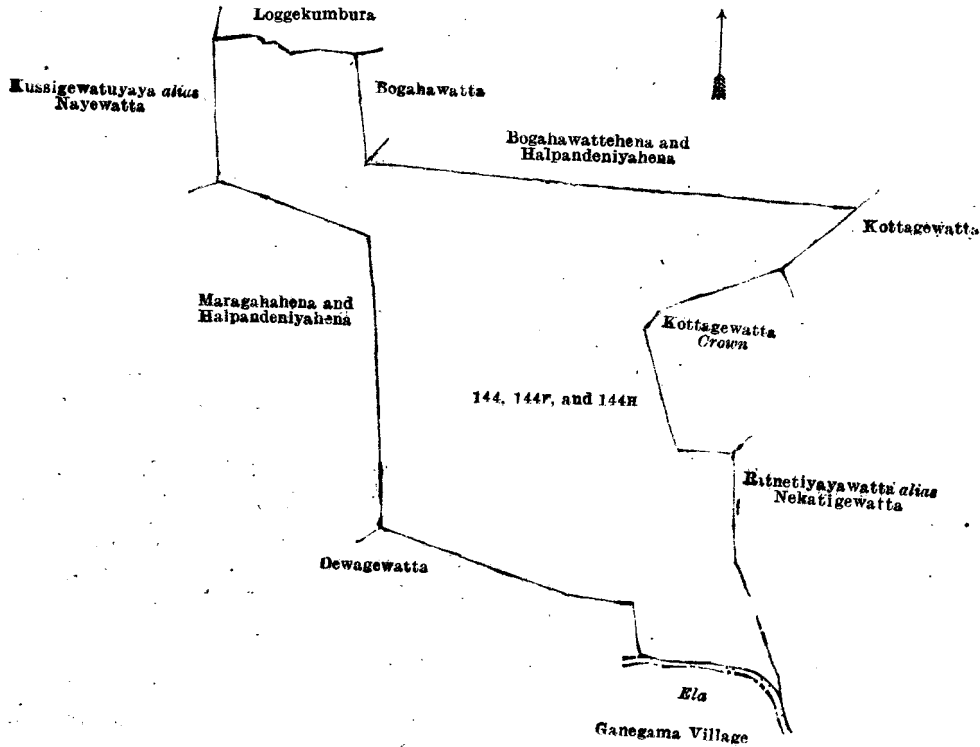 Loggekumbura
Kussigewatuyaya alias
Nayewatta
Bogahawatta
Bogahawattehena and
Halpandeniyahena
Kottagewatta
Maragahahena and
Halpandeniyahena
Kottagewatta
Crown
144, 144F, and 144H
Ritnetiyayawatta alias
Nekatigewatta
Dewagewatta
Ela
Ganegama Village